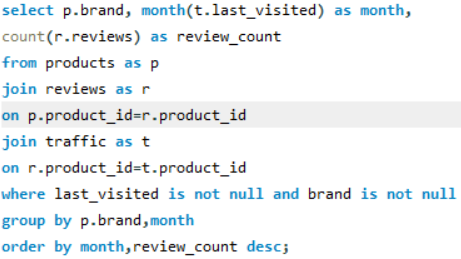 select p.brand, month(t.last_visited) as month,
count(r.reviews) as review_count
from products as p
join reviews as r
on p.product_id=r.product_id
join traffic as t
on r.product_id=t.product_id
where last_visited is not null and brand is not null
group by p.brand,month
order by month,review_count desc;